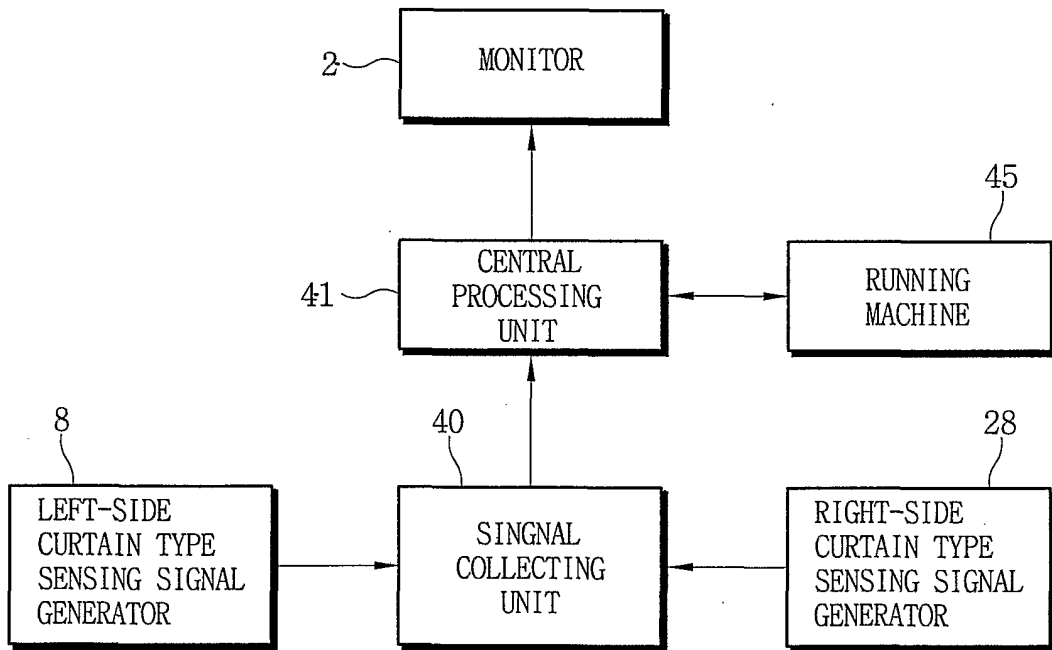 2
MONITOR
45
41
CENTRAL
PROCESSING
UNIT
RUNNING
MACHINE
8
40
28
LEFT-SIDE
CURTAIN TYPE
SENSING SIGNAL
GENERATOR
SINGNAL
COLLECTING
UNIT
RIGHT-SIDE
CURTAIN TYPE
SENSING SIGNAL
GENERATOR